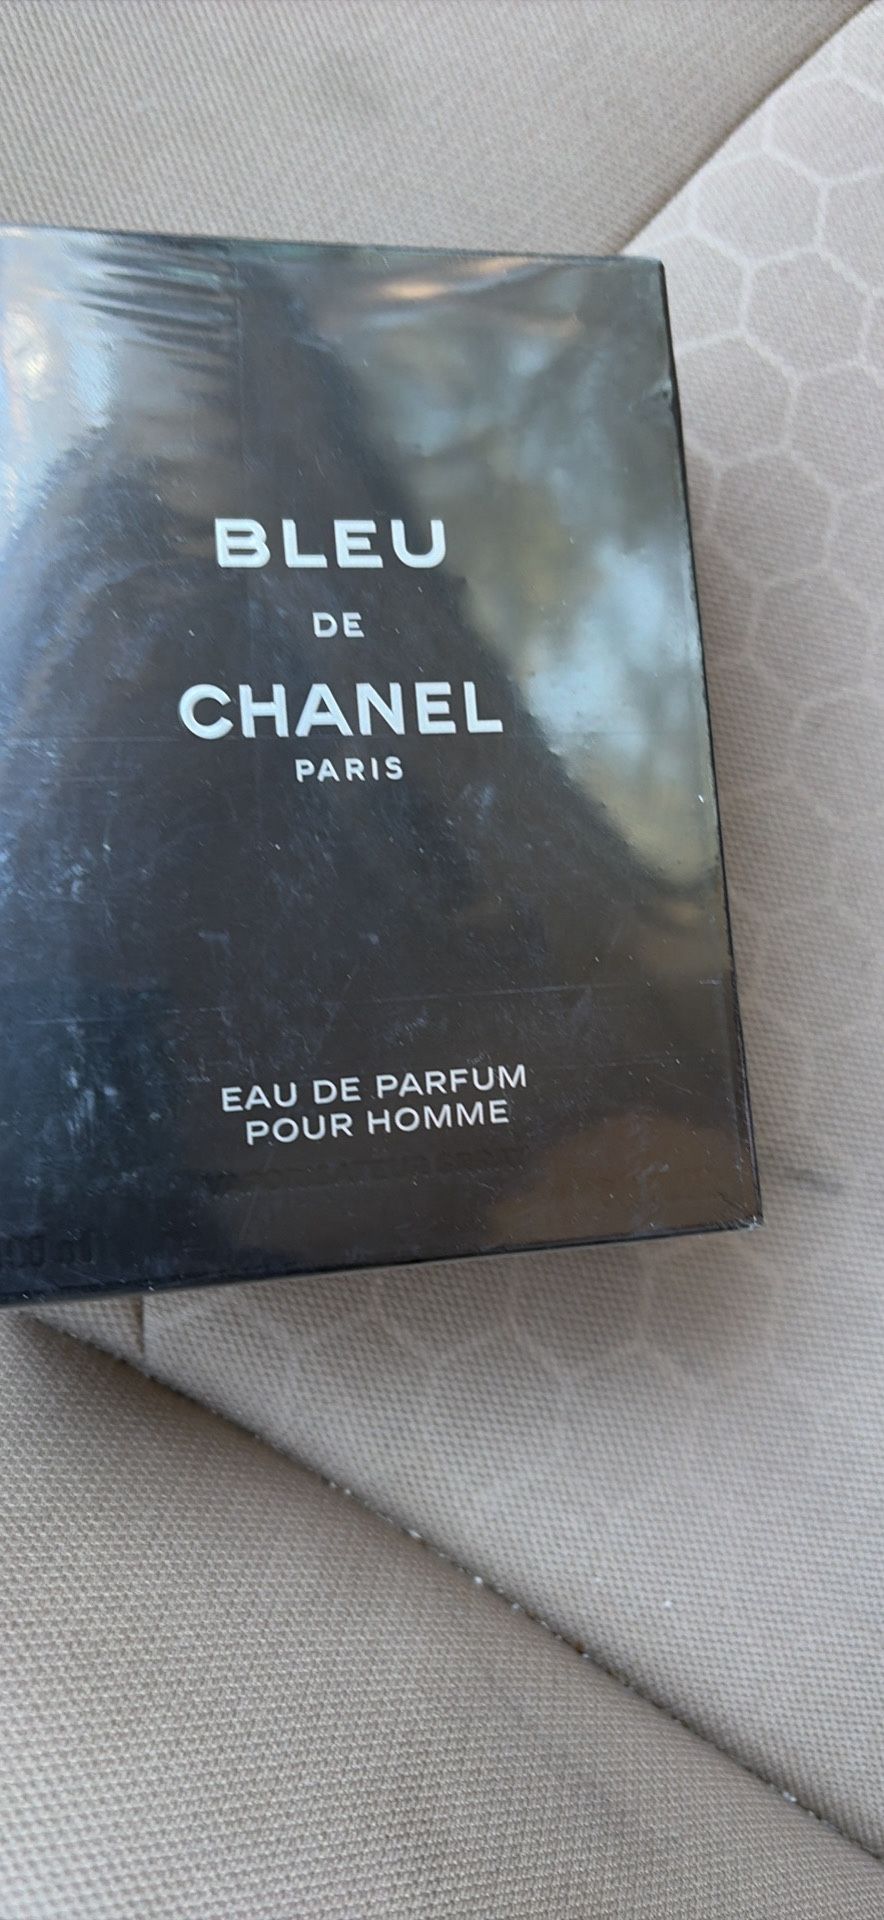 BLEU
DE
CHANEL
PARIS
EAU DE PARFUM
POUR HOMME